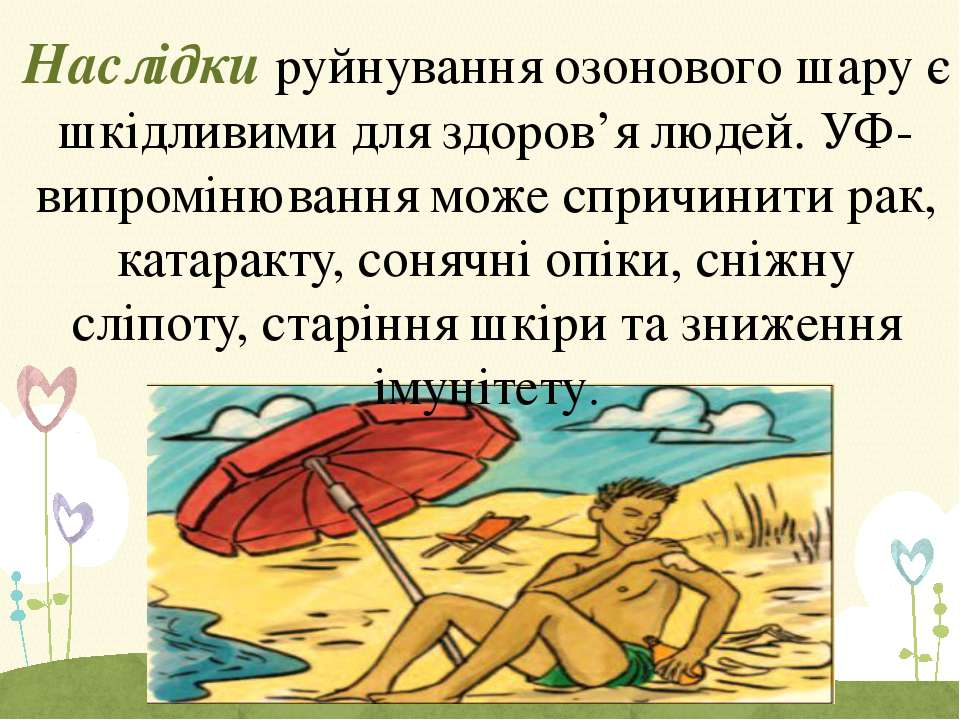 Наслідки руйнування озонового шару є
шкідливими для здоров’я людей. УФ-
випромінювання може спричинити рак,
катаракту, сонячні опіки, сніжну
сліпоту, старіння шкіри та зниження
імунітету.